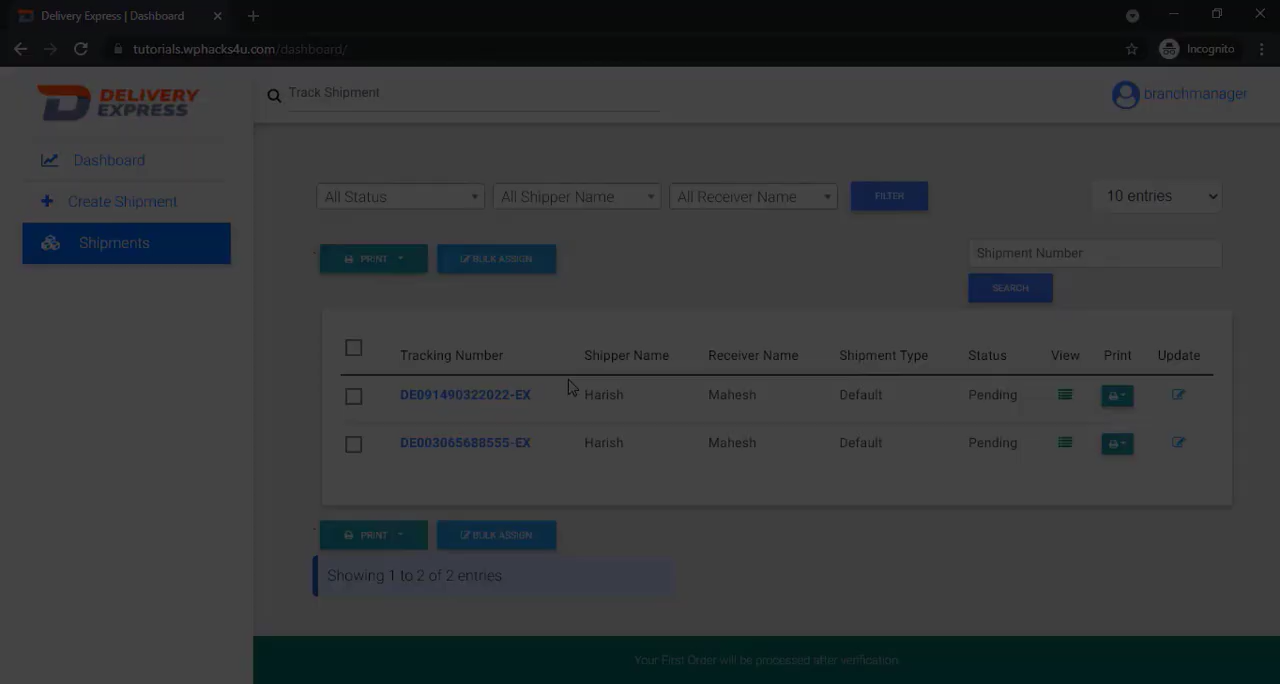 Delivery Express | Dashboard
tutorials.wphacks4u.com/dashboard/
Incognito
DELIVERY
EXPRESS
Track Shipment
branchmanager
Dashboard
Create Shipment
Shipments
All Status
All Shipper Name
All Receiver Name
FILTER
10 entries
PRINT
BULK ASSIGN
Shipment Number
SEARCH
Tracking Number Shipper Name Receiver Name Shipment Type Status View Print Update
DE091490322022-EX Harish Mahesh Default Pending
DE003065688555-EX Harish Mahesh Default Pending
PRINT
BULK ASSIGN
Showing 1 to 2 of 2 entries
Your First Order will be processed after verification.